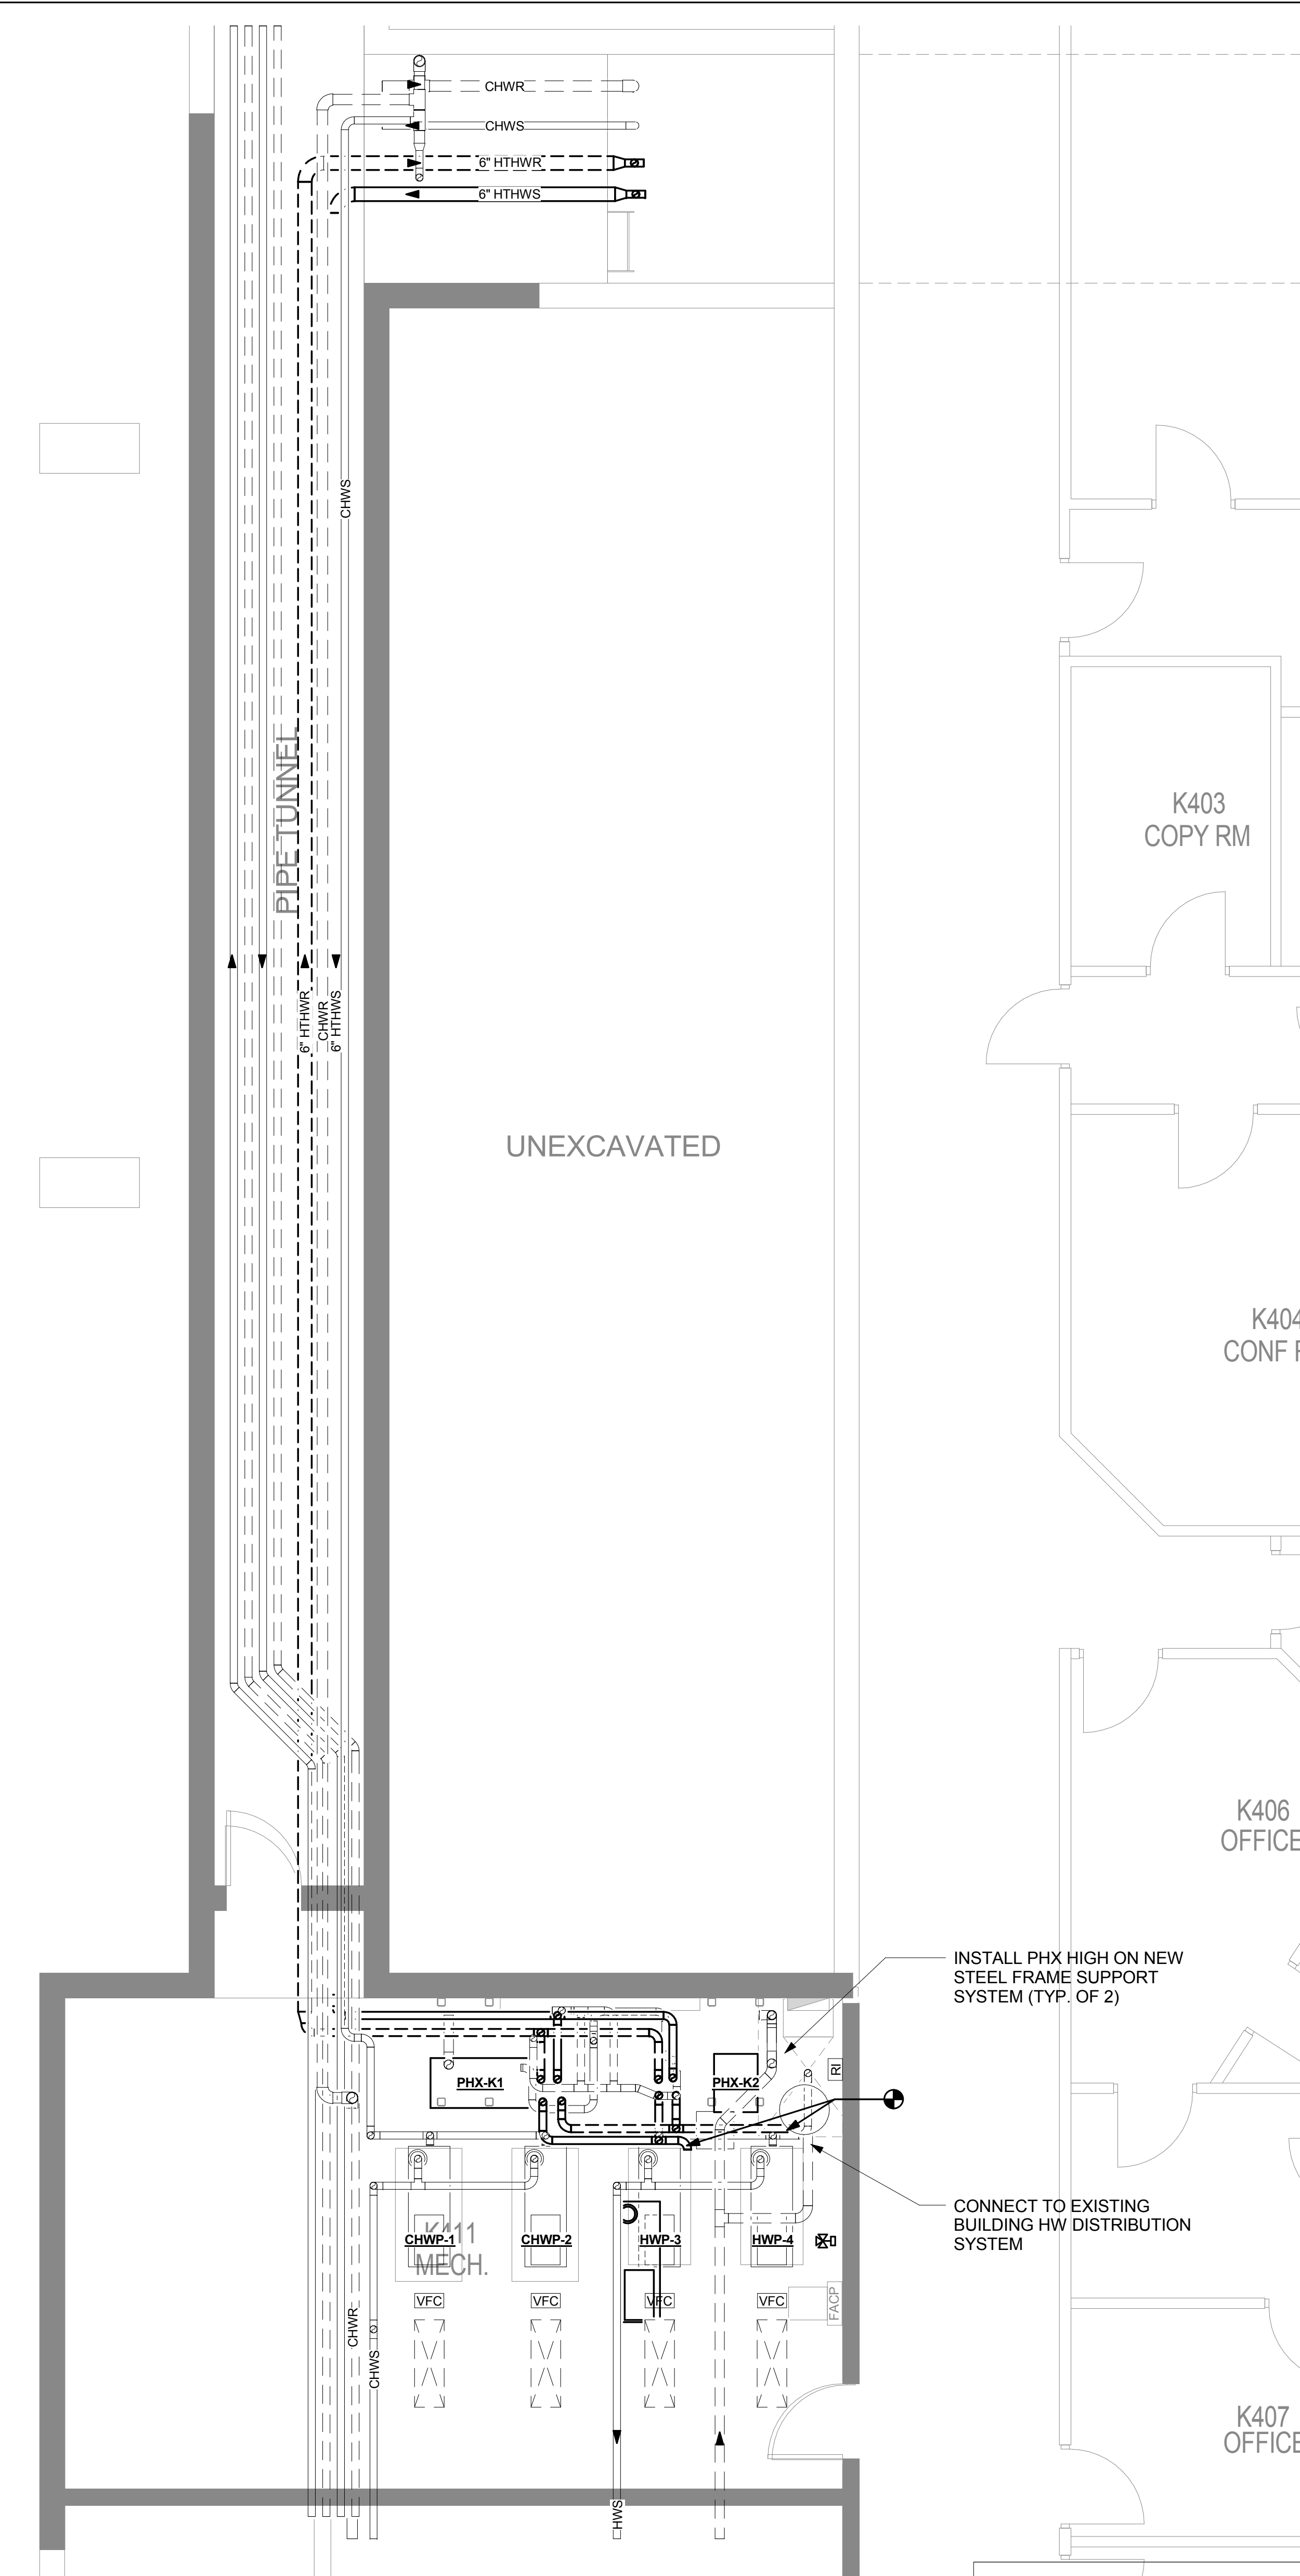 CHWR
CHWS
6" HTHWR
6" HTHWS
CHWS
PIPE TUNNEL
K403
COPY RM
6" HTHWR
CHWR
6" HTHWS
UNEXCAVATED
K404
CONF R
K406
OFFICE
INSTALL PHX HIGH ON NEW
STEEL FRAME SUPPORT
SYSTEM (TYP. OF 2)
PHX-K1
PHX-K2
RI
CONNECT TO EXISTING
BUILDING HW DISTRIBUTION
SYSTEM
K411
MECH.
CHWP-1
CHWP-2
HWP-3
HWP-4
VFC
VFC
VFC
VFC
FACP
CHWR
CHWS
K407
OFFICE
HWS